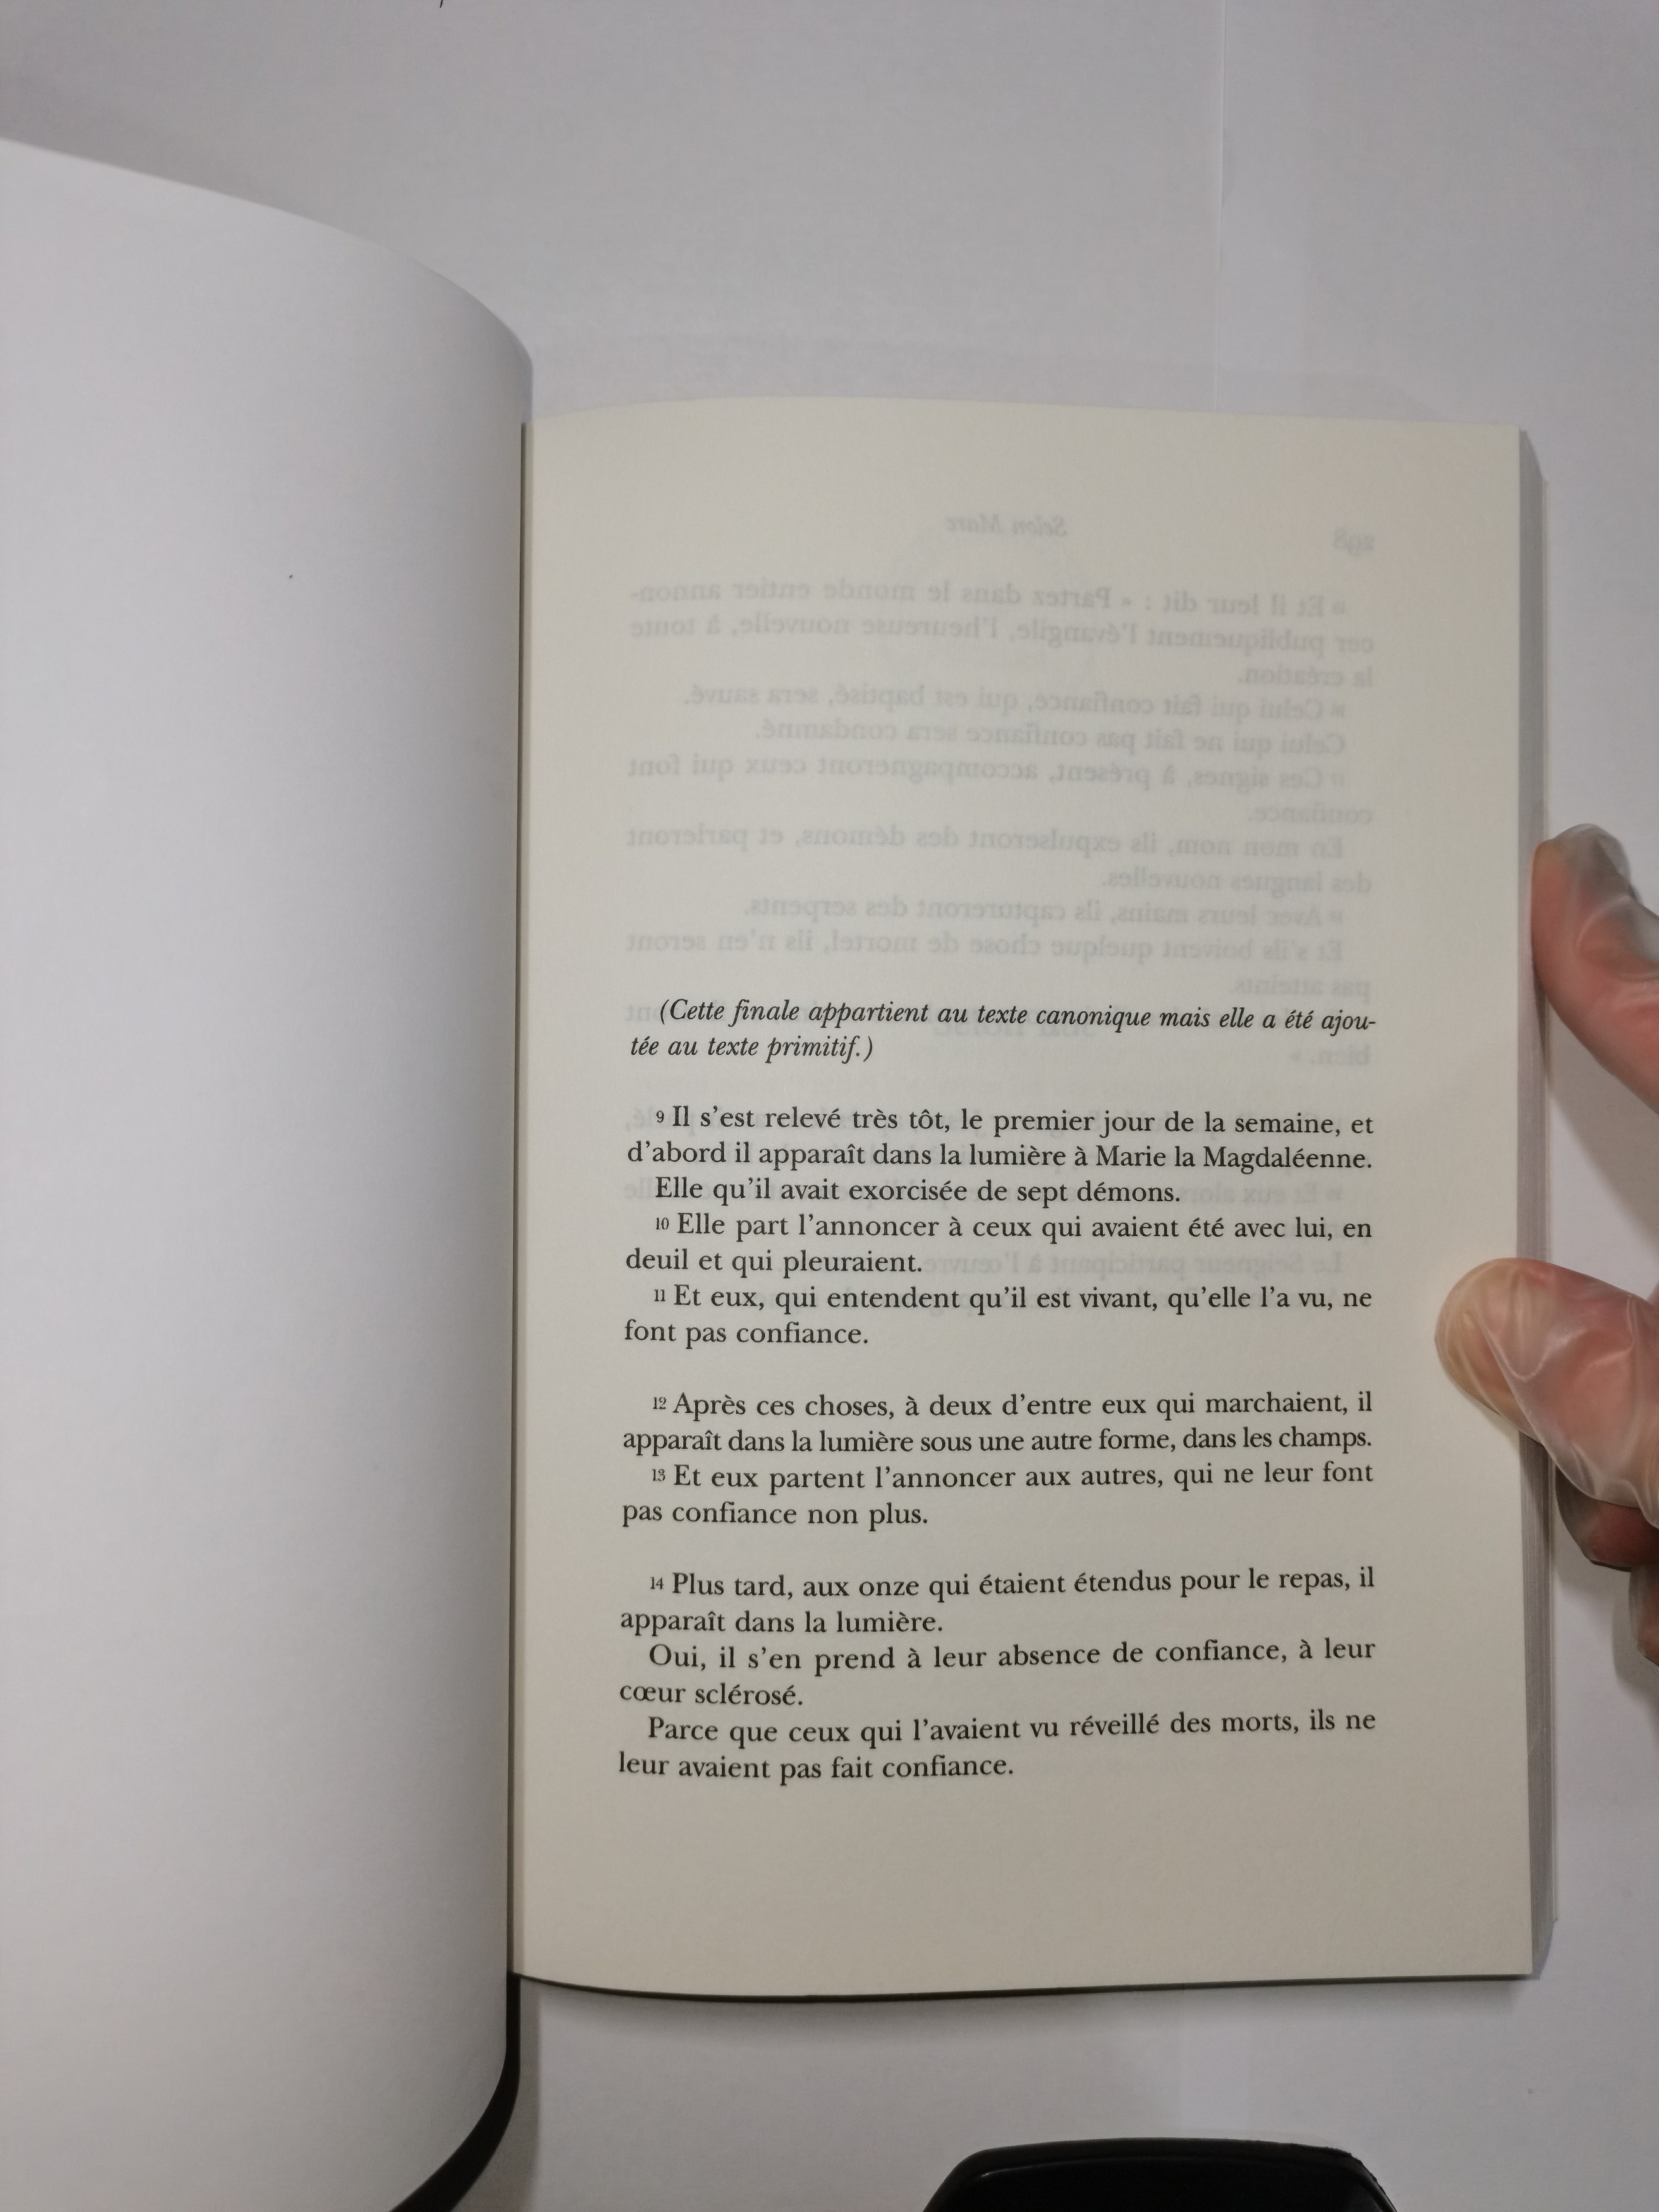 (Cette finale appartient au texte canonique mais elle a été ajou-
tée au texte primitif.)
9 Il s'est relevé très tôt, le premier jour de la semaine, et
d'abord il apparaît dans la lumière à Marie la Magdaléenne.
Elle qu'il avait exorcisée de sept démons.
10 Elle part l'annoncer à ceux qui avaient été avec lui, en
deuil et qui pleuraient.
11 Et eux, qui entendent qu'il est vivant, qu'elle l'a vu, ne
font pas confiance.
12 Après ces choses, à deux d'entre eux qui marchaient, il
apparaît dans la lumière sous une autre forme, dans les champs.
13 Et eux partent l'annoncer aux autres, qui ne leur font
pas confiance non plus.
14 Plus tard, aux onze qui étaient étendus pour le repas, il
apparaît dans la lumière.
Oui, il s'en prend à leur absence de confiance, à leur
cœur sclérosé.
Parce que ceux qui l'avaient vu réveillé des morts, ils ne
leur avaient pas fait confiance.